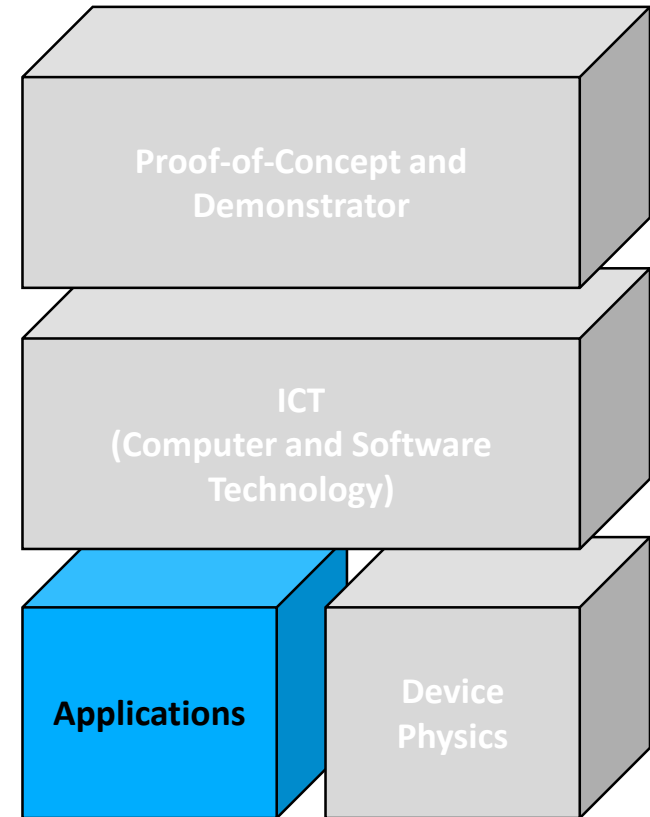 Proof-of-Concept and
Demonstrator
ICT
(Computer and Software
Technology)
Applications
Device
Physics